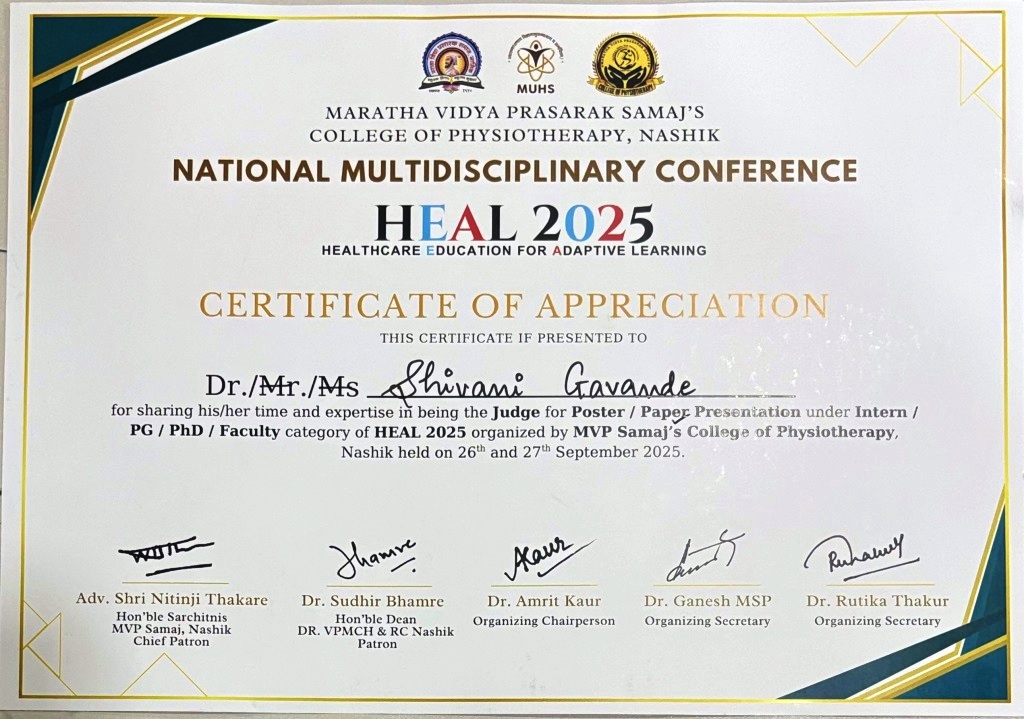 MUHS
COLLEGE OF PHYSIOTHERAPY
MARATHA VIDYA PRASARAK SAMAJ'S
COLLEGE OF PHYSIOTHERAPY, NASHIK
NATIONAL MULTIDISCIPLINARY CONFERENCE
HEAL 2025
HEALTHCARE EDUCATION FOR ADAPTIVE LEARNING
CERTIFICATE OF APPRECIATION
THIS CERTIFICATE IF PRESENTED TO
Dr./Mr./Ms Shivani Gavande
for sharing his/her time and expertise in being the Judge for Poster / Paper Presentation under Intern /
PG / PhD / Faculty category of HEAL 2025 organized by MVP Samaj's College of Physiotherapy,
Nashik held on 26th and 27th September 2025.
Adv. Shri Nitinji Thakare
Hon'ble Sarchitnis
MVP Samaj, Nashik
Chief Patron
Dr. Sudhir Bhamre
Hon'ble Dean
DR. VPMCH & RC Nashik
Patron
AKaur
Dr. Amrit Kaur
Organizing Chairperson
Dr. Ganesh MSP
Organizing Secretary
Dr. Rutika Thakur
Organizing Secretary